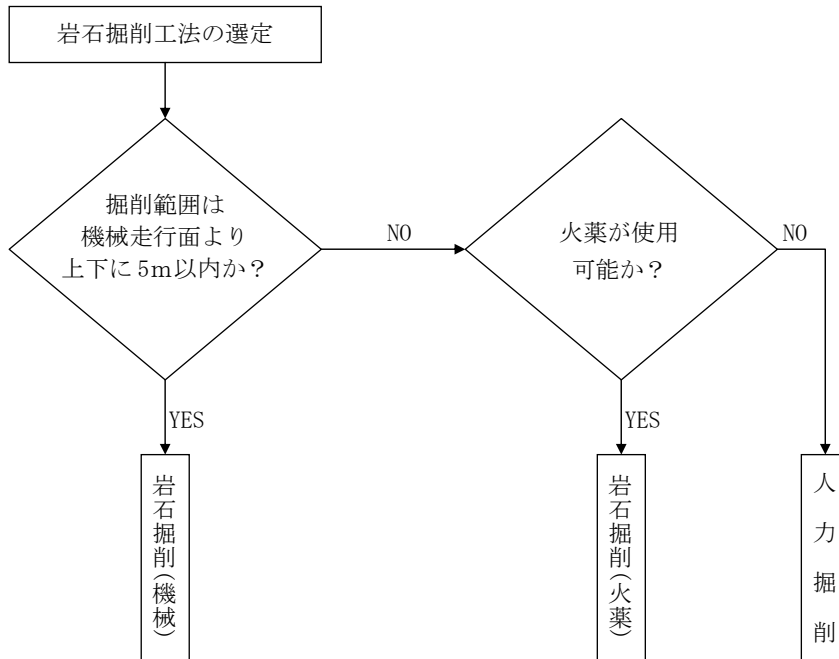 岩石掘削工法の選定
掘削範囲は
機械走行面より
上下に5m以内か？
NO
火薬が使用
可能か？
NO
YES
YES
岩石掘削(機械)
岩石掘削(火薬)
人力掘削